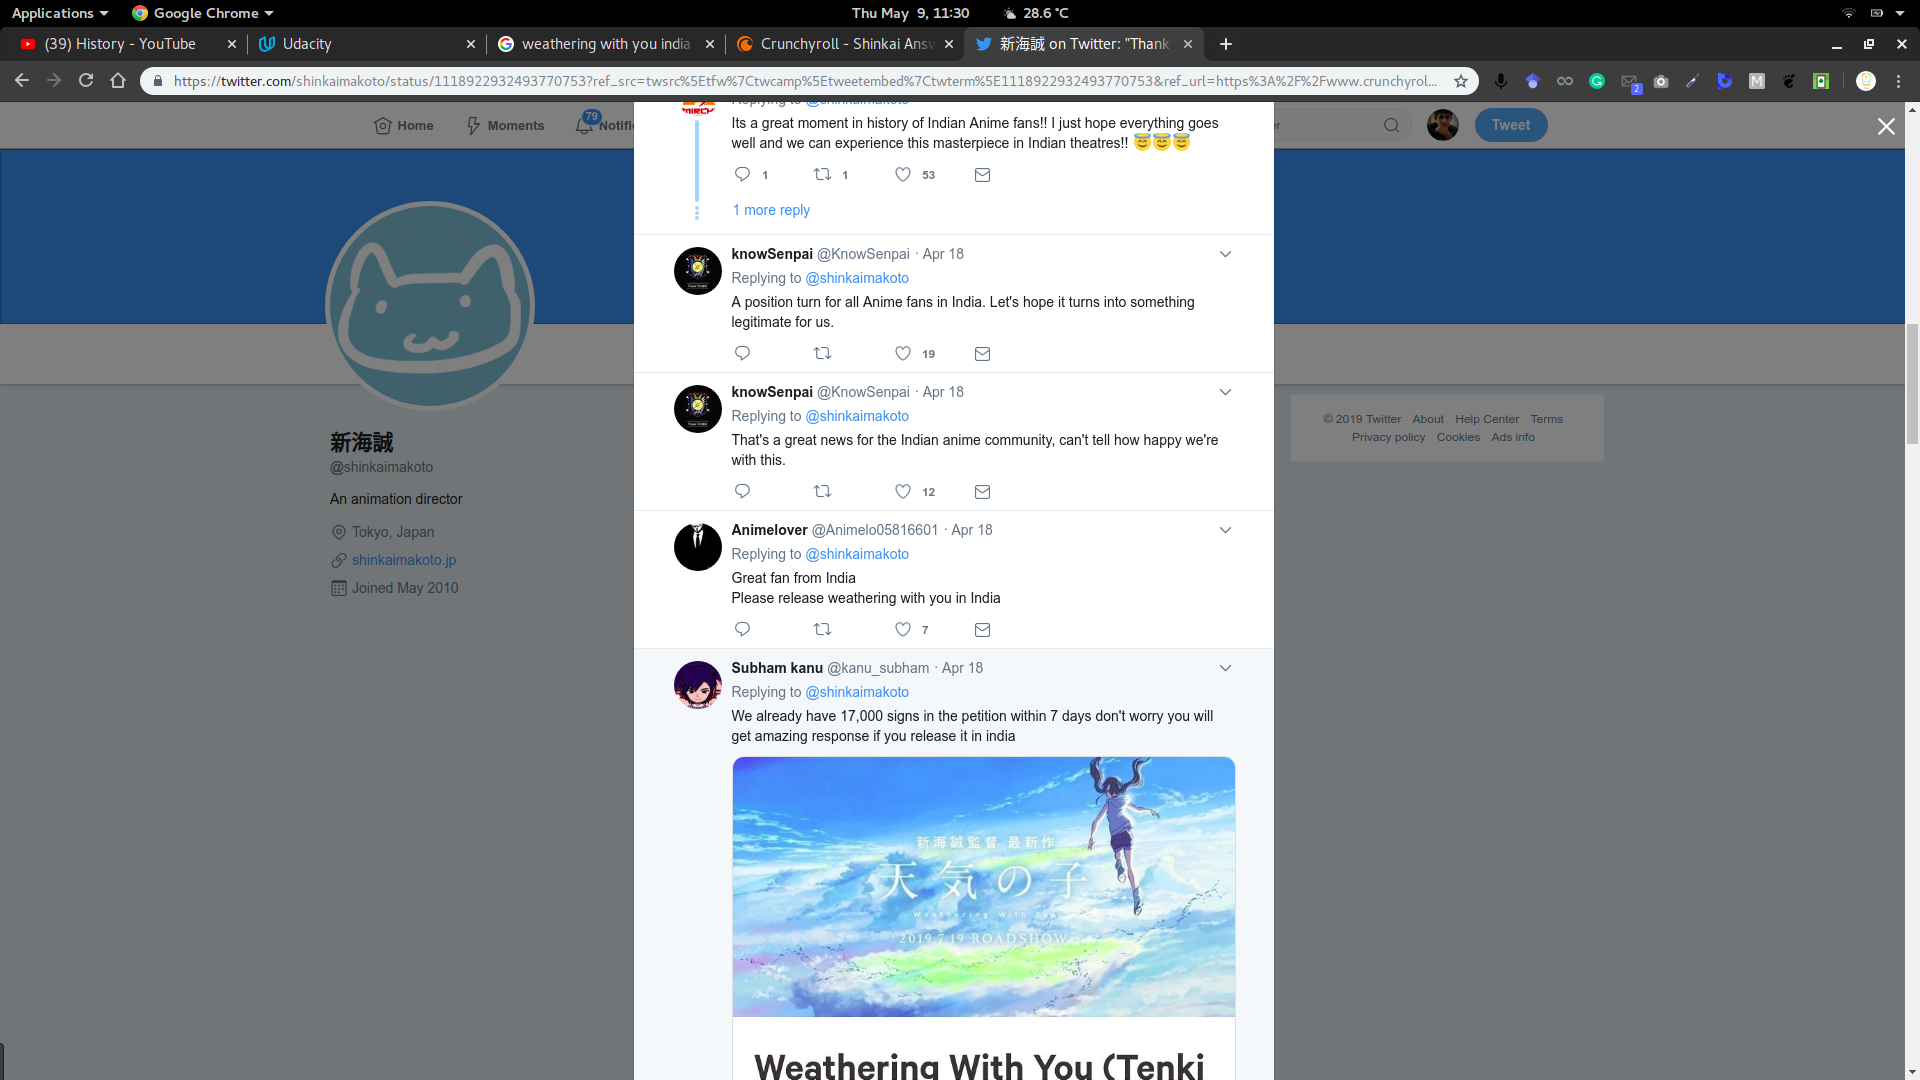 Applications
Google Chrome
Thu May 9, 11:30
28.6 °C
(39) History - YouTube
Udacity
weathering with you india
Crunchyroll - Shinkai Answ
新海誠 on Twitter: "Thank
https://twitter.com/shinkaimakoto/status/1118922932493770753?ref_src=twsrc%5Etfw%7Ctwcamp%5Etweetembed%7Ctwterm%5E1118922932493770753&ref_url=https%3A%2F%2Fwww.crunchyrol...
2
Home
Moments
79
Notifi
er
Tweet
Replying to @shinkaimakoto
Its a great moment in history of Indian Anime fans!! I just hope everything goes
well and we can experience this masterpiece in Indian theatres!! 😇😇😇
1
1
53
1 more reply
knowSenpai @KnowSenpai · Apr 18
Replying to @shinkaimakoto
A position turn for all Anime fans in India. Let's hope it turns into something
legitimate for us.
19
knowSenpai @KnowSenpai · Apr 18
Replying to @shinkaimakoto
That's a great news for the Indian anime community, can't tell how happy we're
with this.
12
Animelover @Animelo05816601 · Apr 18
Replying to @shinkaimakoto
Great fan from India
Please release weathering with you in India
7
Subham kanu @kanu_subham · Apr 18
Replying to @shinkaimakoto
We already have 17,000 signs in the petition within 7 days don't worry you will
get amazing response if you release it in india
新海誠監督 最新作
天気の子
Weathering With You
2019.7.19 ROADSHOW
Weathering With You (Tenki
新海誠
@shinkaimakoto
An animation director
Tokyo, Japan
shinkaimakoto.jp
Joined May 2010
© 2019 Twitter About Help Center Terms
Privacy policy Cookies Ads info